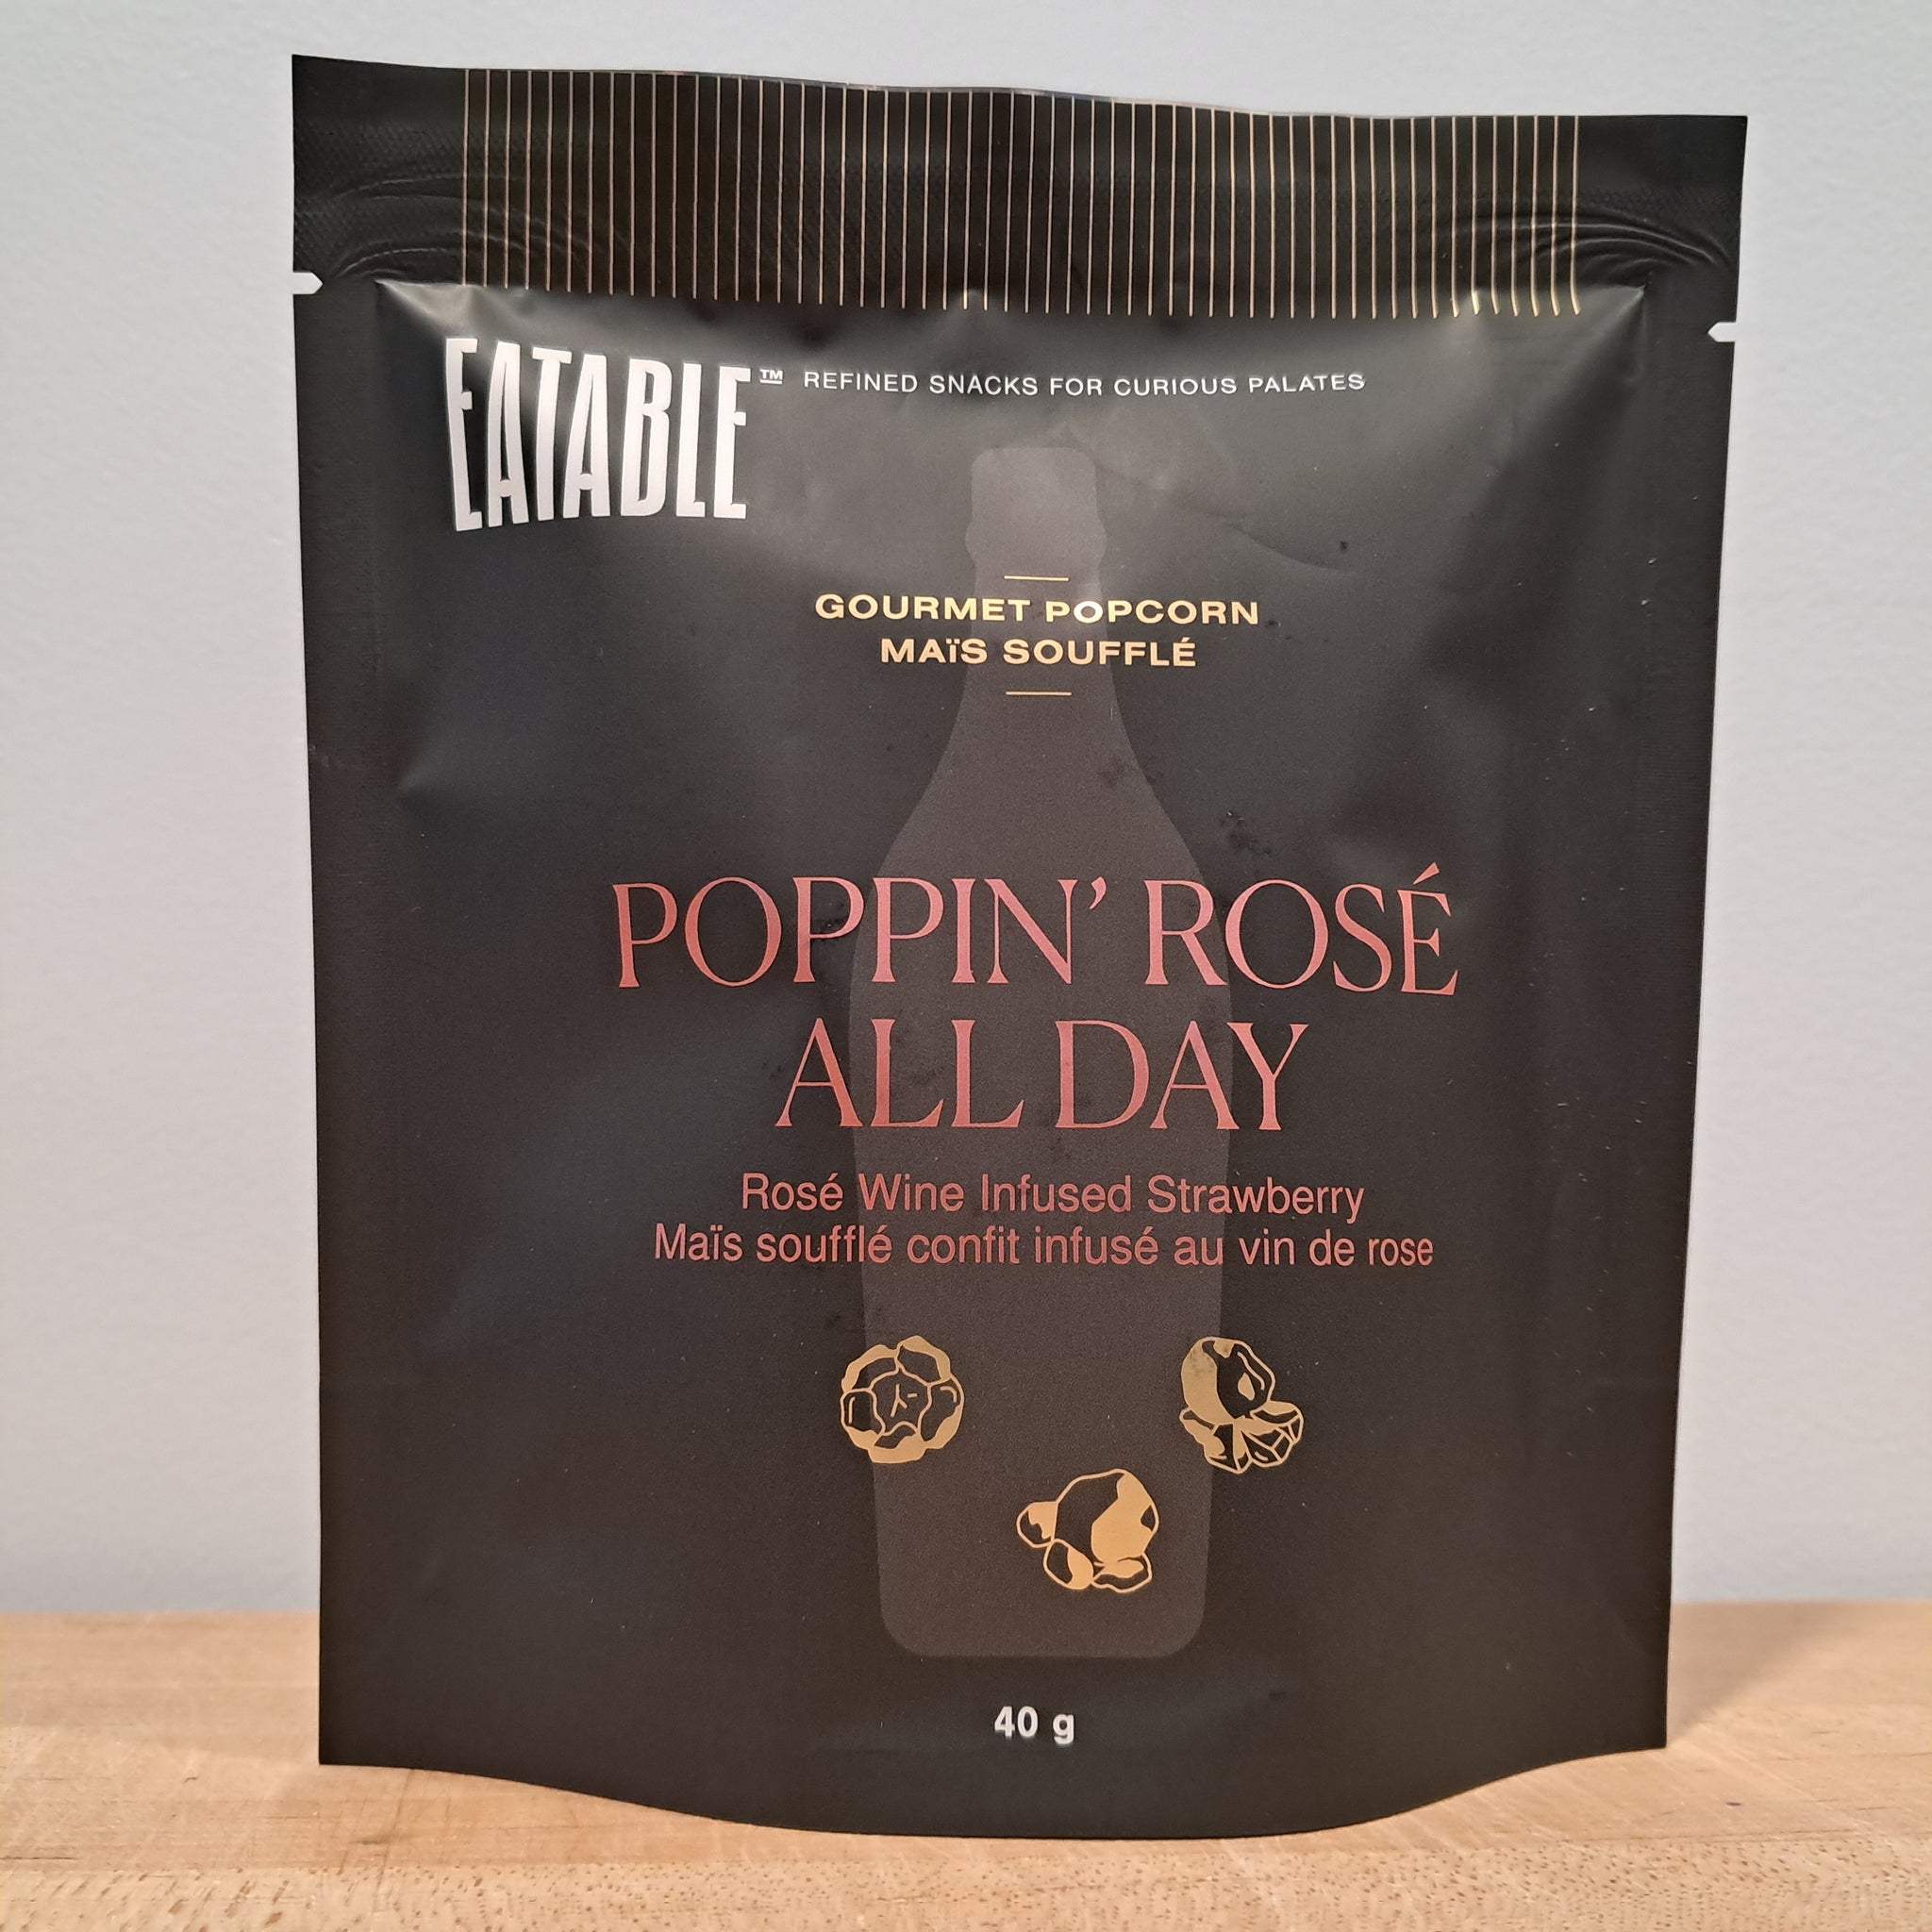 EATABLE™ REFINED SNACKS FOR CURIOUS PALATES
GOURMET POPCORN
MAïS SOUFFLÉ
POPPIN’ ROSÉ
ALL DAY
Rosé Wine Infused Strawberry
Maïs soufflé confit infusé au vin de rose
40 g